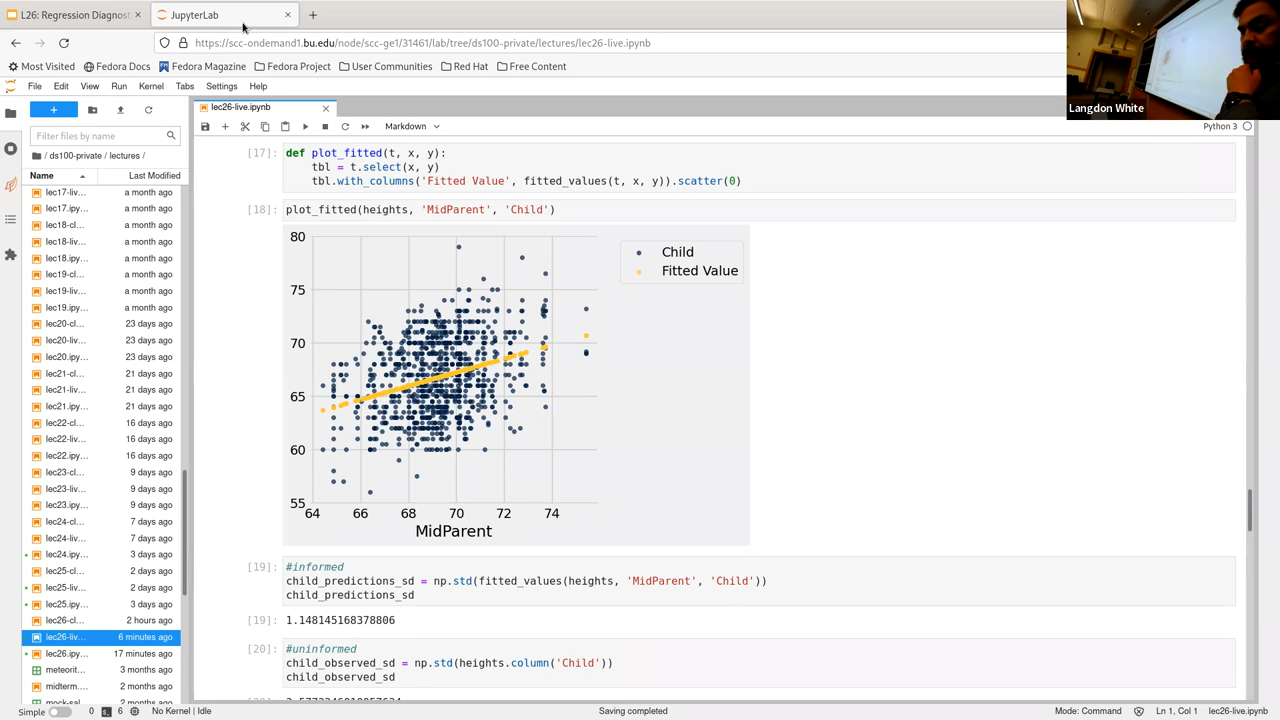 L26: Regression Diagnost
JupyterLab
https://scc-ondemand1.bu.edu/node/scc-ge1/31461/lab/tree/ds100-private/lectures/lec26-live.ipynb
Most Visited Fedora Docs Fedora Magazine Fedora Project User Communities Red Hat Free Content
Langdon White
File Edit View Run Kernel Tabs Settings Help
lec26-live.ipynb
Filter files by name
Markdown
Python 3
/ ds100-private / lectures /
Name Last Modified
lec17-liv... a month ago
lec17.ipy... a month ago
lec18-cl... a month ago
lec18-liv... a month ago
lec18.ipy... a month ago
lec19-cl... a month ago
lec19-liv... a month ago
lec19.ipy... a month ago
lec20-cl... 23 days ago
lec20-liv... 23 days ago
lec20.ipy... 23 days ago
lec21-cl... 21 days ago
lec21-liv... 21 days ago
lec21.ipy... 21 days ago
lec22-cl... 16 days ago
lec22-liv... 16 days ago
lec22.ipy... 16 days ago
lec23-cl... 9 days ago
lec23-liv... 9 days ago
lec23.ipy... 9 days ago
lec24-cl... 7 days ago
lec24-liv... 7 days ago
lec24.ipy... 3 days ago
lec25-cl... 2 days ago
lec25-liv... 2 days ago
lec25.ipy... 3 days ago
lec26-cl... 2 hours ago
lec26-liv... 6 minutes ago
lec26.ipy... 17 minutes ago
meteorit... 3 months ago
midterm.... 2 months ago
mock-sal... 2 months ago
[17]: def plot_fitted(t, x, y):
tbl = t.select(x, y)
tbl.with_columns('Fitted Value', fitted_values(t, x, y)).scatter(0)
[18]: plot_fitted(heights, 'MidParent', 'Child')
80
75
70
65
60
55
64 66 68 70 72 74
MidParent
Child
Fitted Value
[19]: #informed
child_predictions_sd = np.std(fitted_values(heights, 'MidParent', 'Child'))
child_predictions_sd
[19]: 1.148145168378806
[20]: #uninformed
child_observed_sd = np.std(heights.column('Child'))
child_observed_sd
Simple 0 6 No Kernel | Idle Saving completed Mode: Command Ln 1, Col 1 lec26-live.ipynb